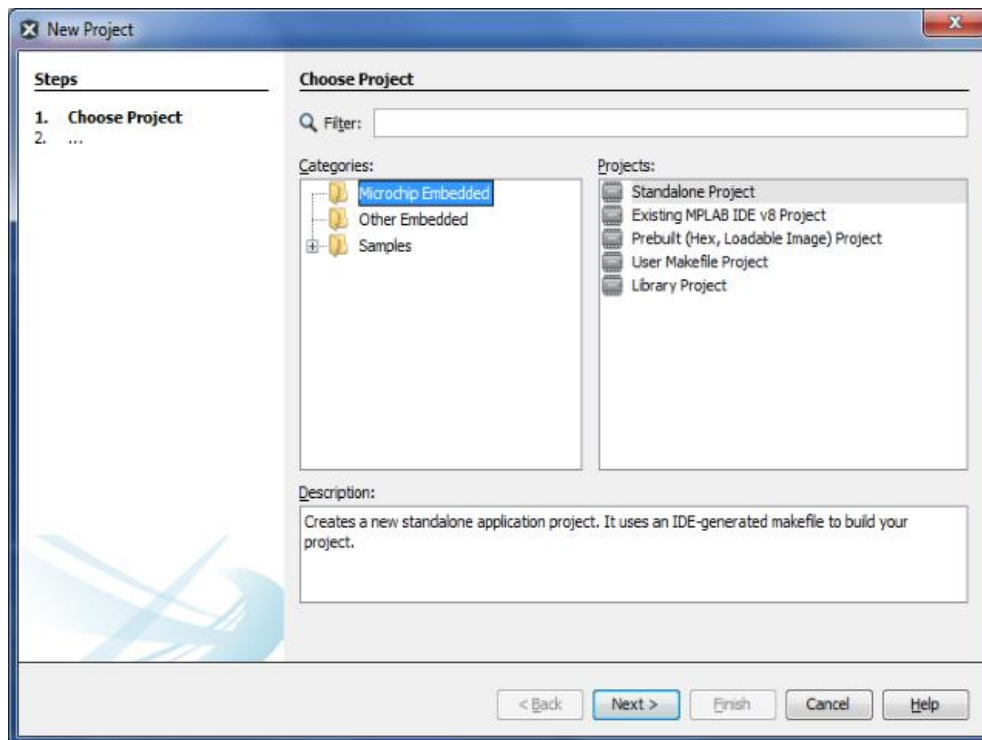 New Project
Steps
1. Choose Project
2. ...
Choose Project
Filter:
Categories:
Microchip Embedded
Other Embedded
Samples
Projects:
Standalone Project
Existing MPLAB IDE v8 Project
Prebuilt (Hex, Loadable Image) Project
User Makefile Project
Library Project
Description:
Creates a new standalone application project. It uses an IDE-generated makefile to build your
project.
< Back
Next >
Finish
Cancel
Help